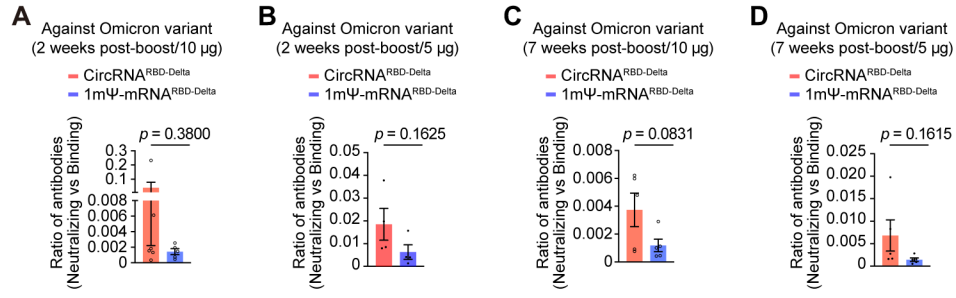 A
Against Omicron variant
(2 weeks post-boost/10 µg)
CircRNA^RBD-Delta
1mΨ-mRNA^RBD-Delta
p = 0.3800
Ratio of antibodies
(Neutralizing vs Binding)
0.3
0.2
0.1
0.008
0.006
0.004
0.002
0
B
Against Omicron variant
(2 weeks post-boost/5 µg)
CircRNA^RBD-Delta
1mΨ-mRNA^RBD-Delta
p = 0.1625
Ratio of antibodies
(Neutralizing vs Binding)
0.05
0.04
0.03
0.02
0.01
0
C
Against Omicron variant
(7 weeks post-boost/10 µg)
CircRNA^RBD-Delta
1mΨ-mRNA^RBD-Delta
p = 0.0831
Ratio of antibodies
(Neutralizing vs Binding)
0.008
0.006
0.004
0.002
0
D
Against Omicron variant
(7 weeks post-boost/5 µg)
CircRNA^RBD-Delta
1mΨ-mRNA^RBD-Delta
p = 0.1615
Ratio of antibodies
(Neutralizing vs Binding)
0.025
0.020
0.015
0.010
0.005
0